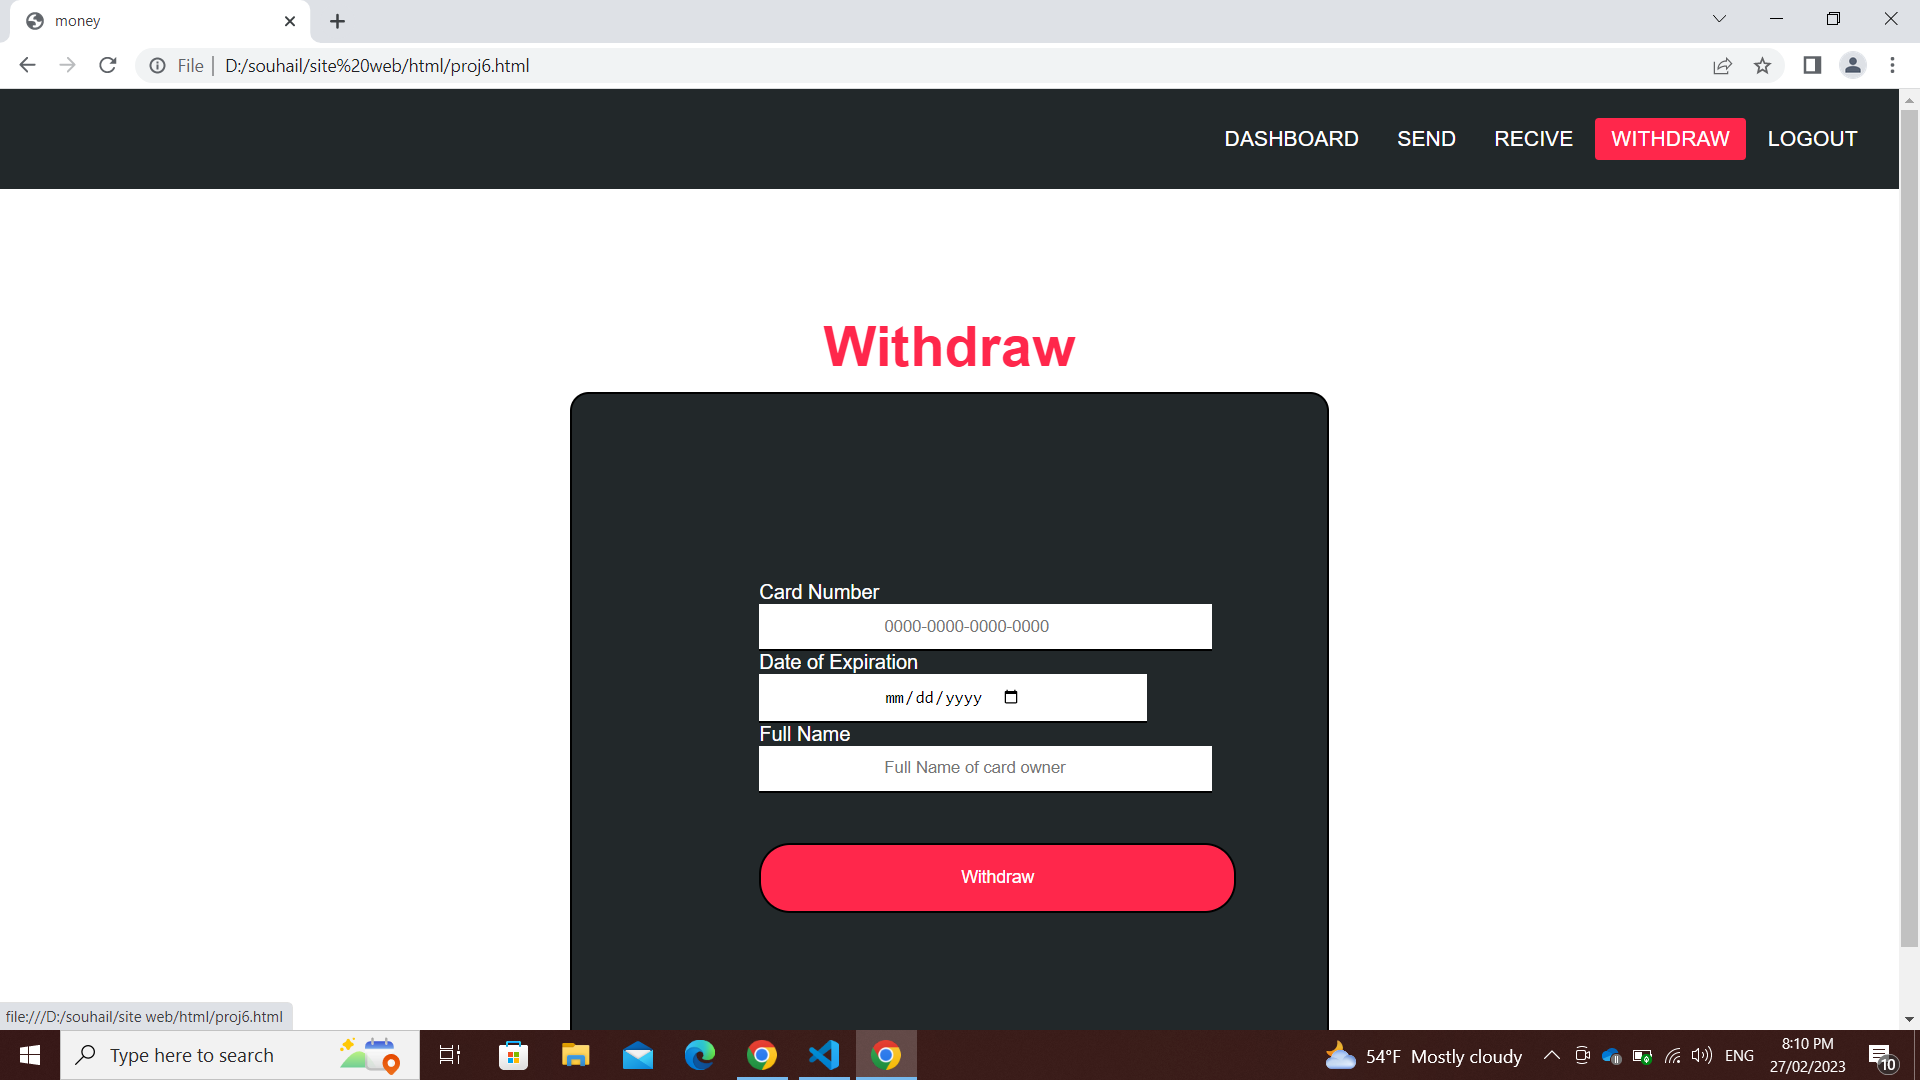 money
File
D:/souhail/site%20web/html/proj6.html
DASHBOARD SEND RECIVE WITHDRAW LOGOUT
Withdraw
Card Number
0000-0000-0000-0000
Date of Expiration
mm/dd/yyyy
Full Name
Full Name of card owner
Withdraw
file:///D:/souhail/site web/html/proj6.html
Type here to search
54°F Mostly cloudy
ENG
8:10 PM
27/02/2023
10